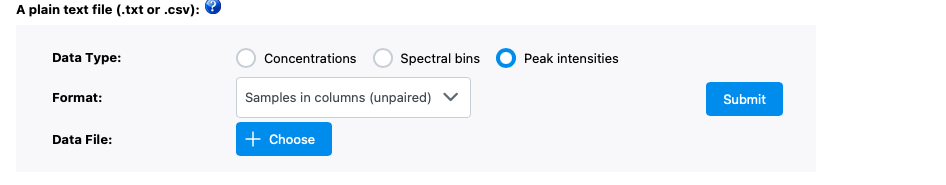 A plain text file (.txt or .csv): ?
Data Type: Concentrations Spectral bins Peak intensities
Format: Samples in columns (unpaired)
Submit
Data File: + Choose